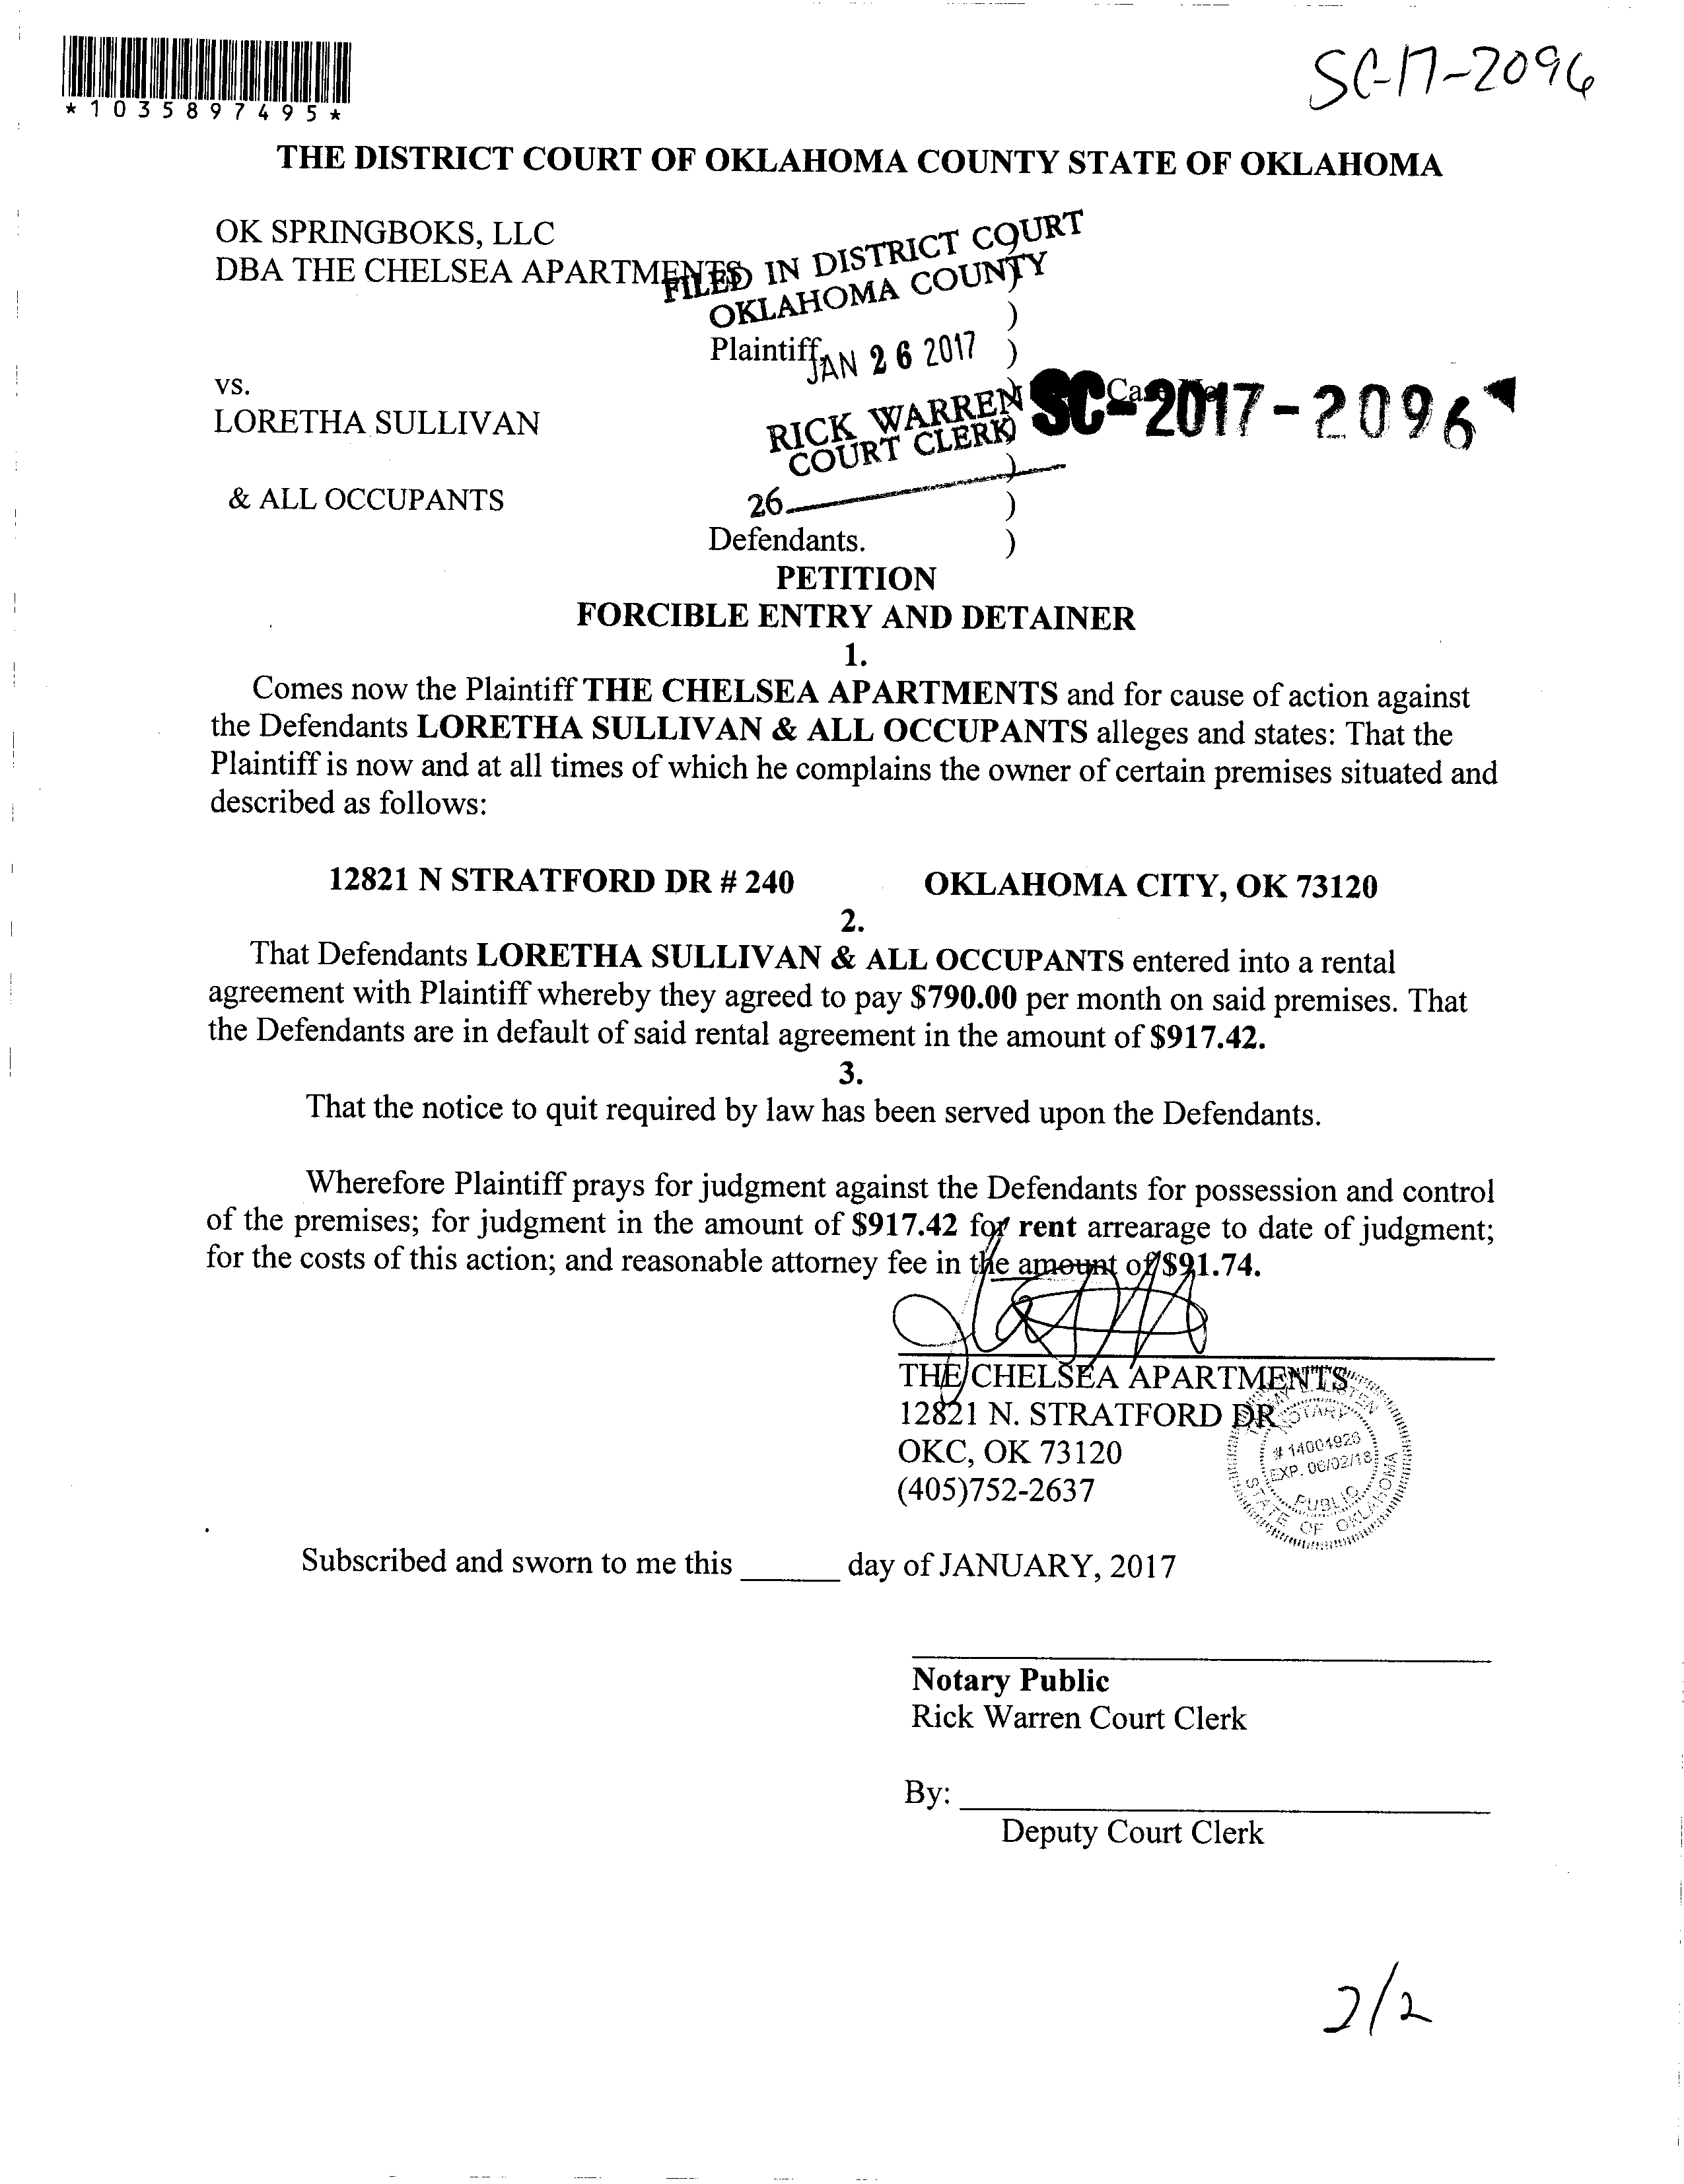 SC-17-2096
*1035897495*
THE DISTRICT COURT OF OKLAHOMA COUNTY STATE OF OKLAHOMA
OK SPRINGBOKS, LLC
DBA THE CHELSEA APARTMENTS
FILED IN DISTRICT COURT
OKLAHOMA COUNTY
)
)
Plaintiff
)
JAN 26 2017
vs.
LORETHA SULLIVAN
RICK WARREN
COURT CLERK
)
SC-2017-2096
)
& ALL OCCUPANTS
26
)
Defendants.
)
PETITION
FORCIBLE ENTRY AND DETAINER
1.
Comes now the Plaintiff THE CHELSEA APARTMENTS and for cause of action against
the Defendants LORETHA SULLIVAN & ALL OCCUPANTS alleges and states: That the
Plaintiff is now and at all times of which he complains the owner of certain premises situated and
described as follows:
12821 N STRATFORD DR # 240 OKLAHOMA CITY, OK 73120
2.
That Defendants LORETHA SULLIVAN & ALL OCCUPANTS entered into a rental
agreement with Plaintiff whereby they agreed to pay $790.00 per month on said premises. That
the Defendants are in default of said rental agreement in the amount of $917.42.
3.
That the notice to quit required by law has been served upon the Defendants.
Wherefore Plaintiff prays for judgment against the Defendants for possession and control
of the premises; for judgment in the amount of $917.42 for rent arrearage to date of judgment;
for the costs of this action; and reasonable attorney fee in the amount of $91.74.
THE CHELSEA APARTMENTS
12821 N. STRATFORD DR
OKC, OK 73120
(405)752-2637
NOTARY
# 14004926
EXP. 06/02/18
PUBLIC
STATE OF OKLAHOMA
Subscribed and sworn to me this ______ day of JANUARY, 2017
Notary Public
Rick Warren Court Clerk
By: ______
Deputy Court Clerk
2/2